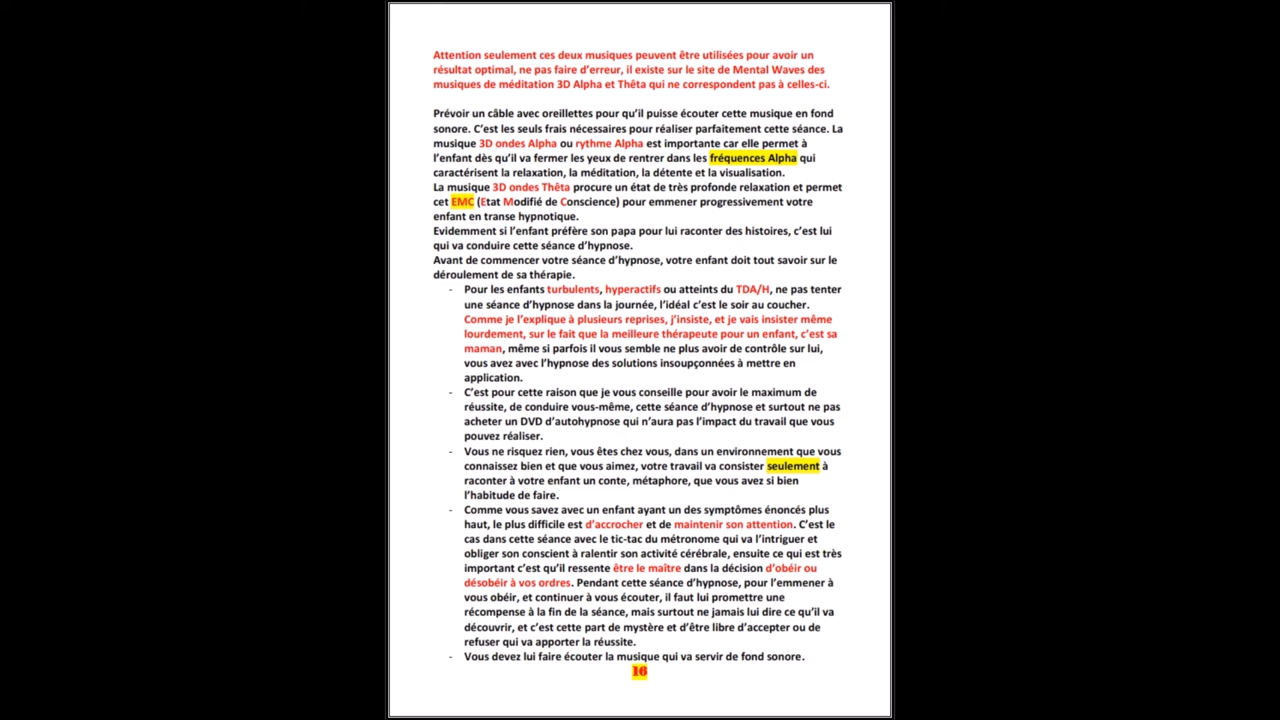 Attention seulement ces deux musiques peuvent être utilisées pour avoir un
résultat optimal, ne pas faire d'erreur, il existe sur le site de Mental Waves des
musiques de méditation 3D Alpha et Thêta qui ne correspondent pas à celles-ci.
Prévoir un câble avec oreillettes pour qu'il puisse écouter cette musique en fond
sonore. C'est les seuls frais nécessaires pour réaliser parfaitement cette séance. La
musique 3D ondes Alpha ou rythme Alpha est importante car elle permet à
l'enfant dès qu'il va fermer les yeux de rentrer dans les fréquences Alpha qui
caractérisent la relaxation, la méditation, la détente et la visualisation.
La musique 3D ondes Thêta procure un état de très profonde relaxation et permet
cet EMC (Etat Modifié de Conscience) pour emmener progressivement votre
enfant en transe hypnotique.
Evidemment si l'enfant préfère son papa pour lui raconter des histoires, c'est lui
qui va conduire cette séance d'hypnose.
Avant de commencer votre séance d'hypnose, votre enfant doit tout savoir sur le
déroulement de sa thérapie.
- Pour les enfants turbulents, hyperactifs ou atteints du TDA/H, ne pas tenter
une séance d'hypnose dans la journée, l'idéal c'est le soir au coucher.
Comme je l'explique à plusieurs reprises, j'insiste, et je vais insister même
lourdement, sur le fait que la meilleure thérapeute pour un enfant, c'est sa
maman, même si parfois il vous semble ne plus avoir de contrôle sur lui,
vous avez avec l'hypnose des solutions insoupçonnées à mettre en
application.
- C'est pour cette raison que je vous conseille pour avoir le maximum de
réussite, de conduire vous-même, cette séance d'hypnose et surtout ne pas
acheter un DVD d'autohypnose qui n'aura pas l'impact du travail que vous
pouvez réaliser.
- Vous ne risquez rien, vous êtes chez vous, dans un environnement que vous
connaissez bien et que vous aimez, votre travail va consister seulement à
raconter à votre enfant un conte, métaphore, que vous avez si bien
l'habitude de faire.
- Comme vous savez avec un enfant ayant un des symptômes énoncés plus
haut, le plus difficile est d'accrocher et de maintenir son attention. C'est le
cas dans cette séance avec le tic-tac du métronome qui va l'intriguer et
obliger son conscient à ralentir son activité cérébrale, ensuite ce qui est très
important c'est qu'il ressente être le maître dans la décision d'obéir ou
désobéir à vos ordres. Pendant cette séance d'hypnose, pour l'emmener à
vous obéir, et continuer à vous écouter, il faut lui promettre une
récompense à la fin de la séance, mais surtout ne jamais lui dire ce qu'il va
découvrir, et c'est cette part de mystère et d'être libre d'accepter ou de
refuser qui va apporter la réussite.
- Vous devez lui faire écouter la musique qui va servir de fond sonore.
16